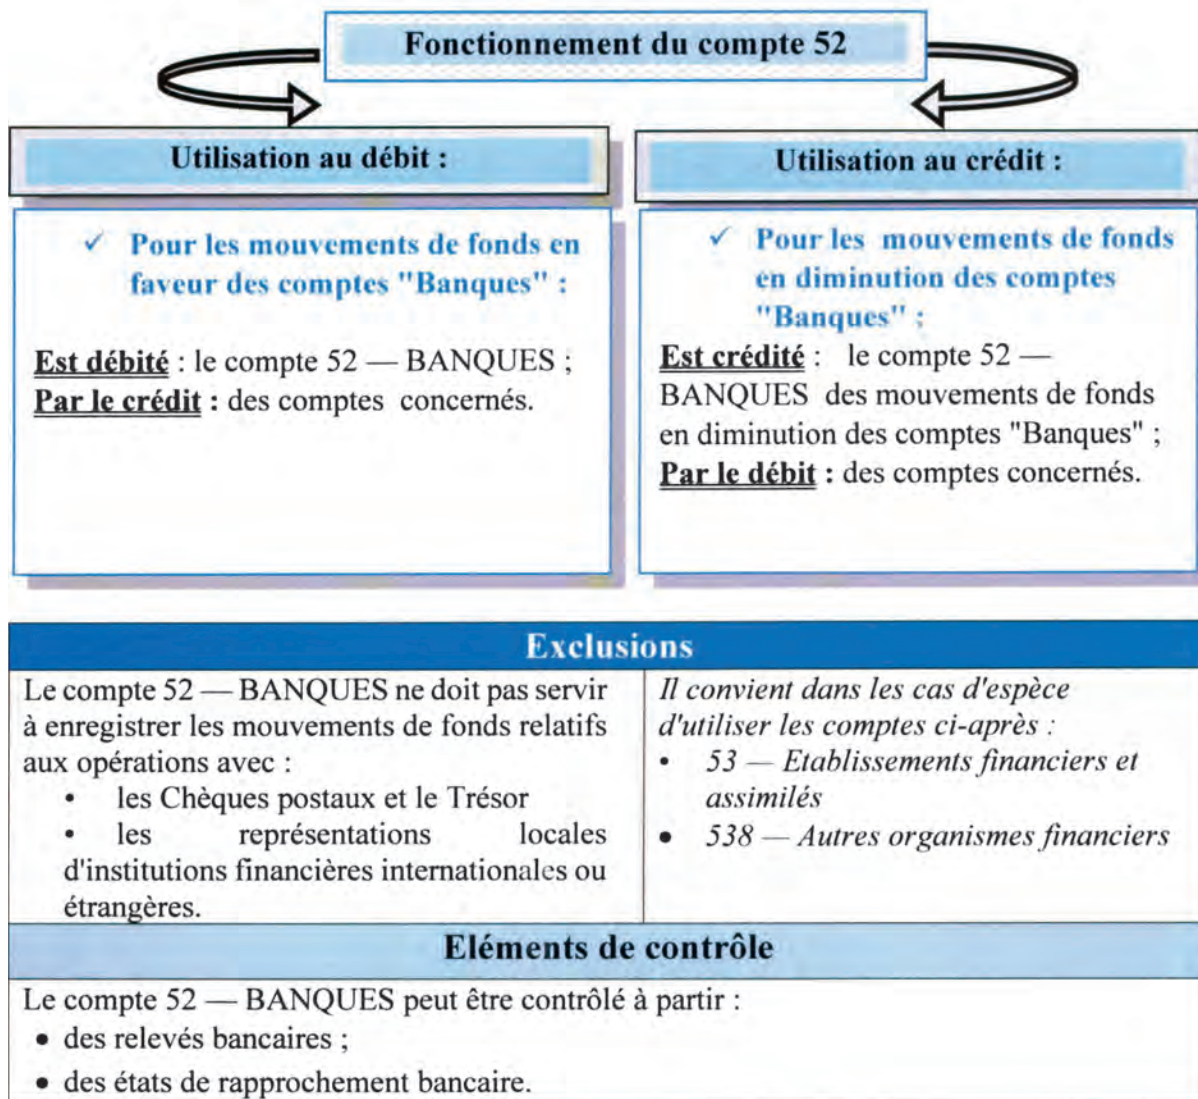 Fonctionnement du compte 52
Utilisation au débit :
✓ Pour les mouvements de fonds en
faveur des comptes "Banques" :
Est débité : le compte 52 — BANQUES ;
Par le crédit : des comptes concernés.
Utilisation au crédit :
✓ Pour les mouvements de fonds
en diminution des comptes
"Banques" :
Est crédité : le compte 52 —
BANQUES des mouvements de fonds
en diminution des comptes "Banques" ;
Par le débit : des comptes concernés.
Exclusions
Le compte 52 — BANQUES ne doit pas servir
à enregistrer les mouvements de fonds relatifs
aux opérations avec :
• les Chèques postaux et le Trésor
• les représentations locales
d'institutions financières internationales ou
étrangères.
Il convient dans les cas d'espèce
d'utiliser les comptes ci-après :
• 53 — Etablissements financiers et
assimilés
• 538 — Autres organismes financiers
Eléments de contrôle
Le compte 52 — BANQUES peut être contrôlé à partir :
• des relevés bancaires ;
• des états de rapprochement bancaire.